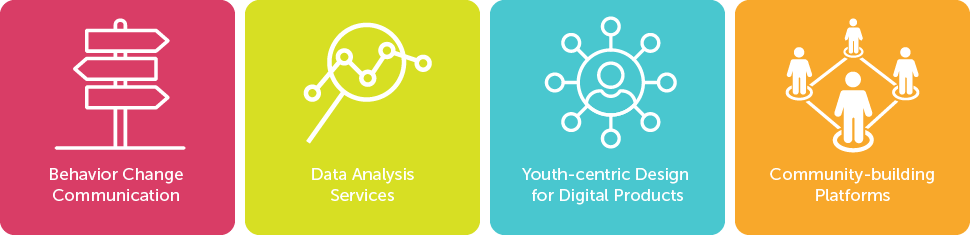 Behavior Change
Communication
Data Analysis
Services
Youth-centric Design
for Digital Products
Community-building
Platforms